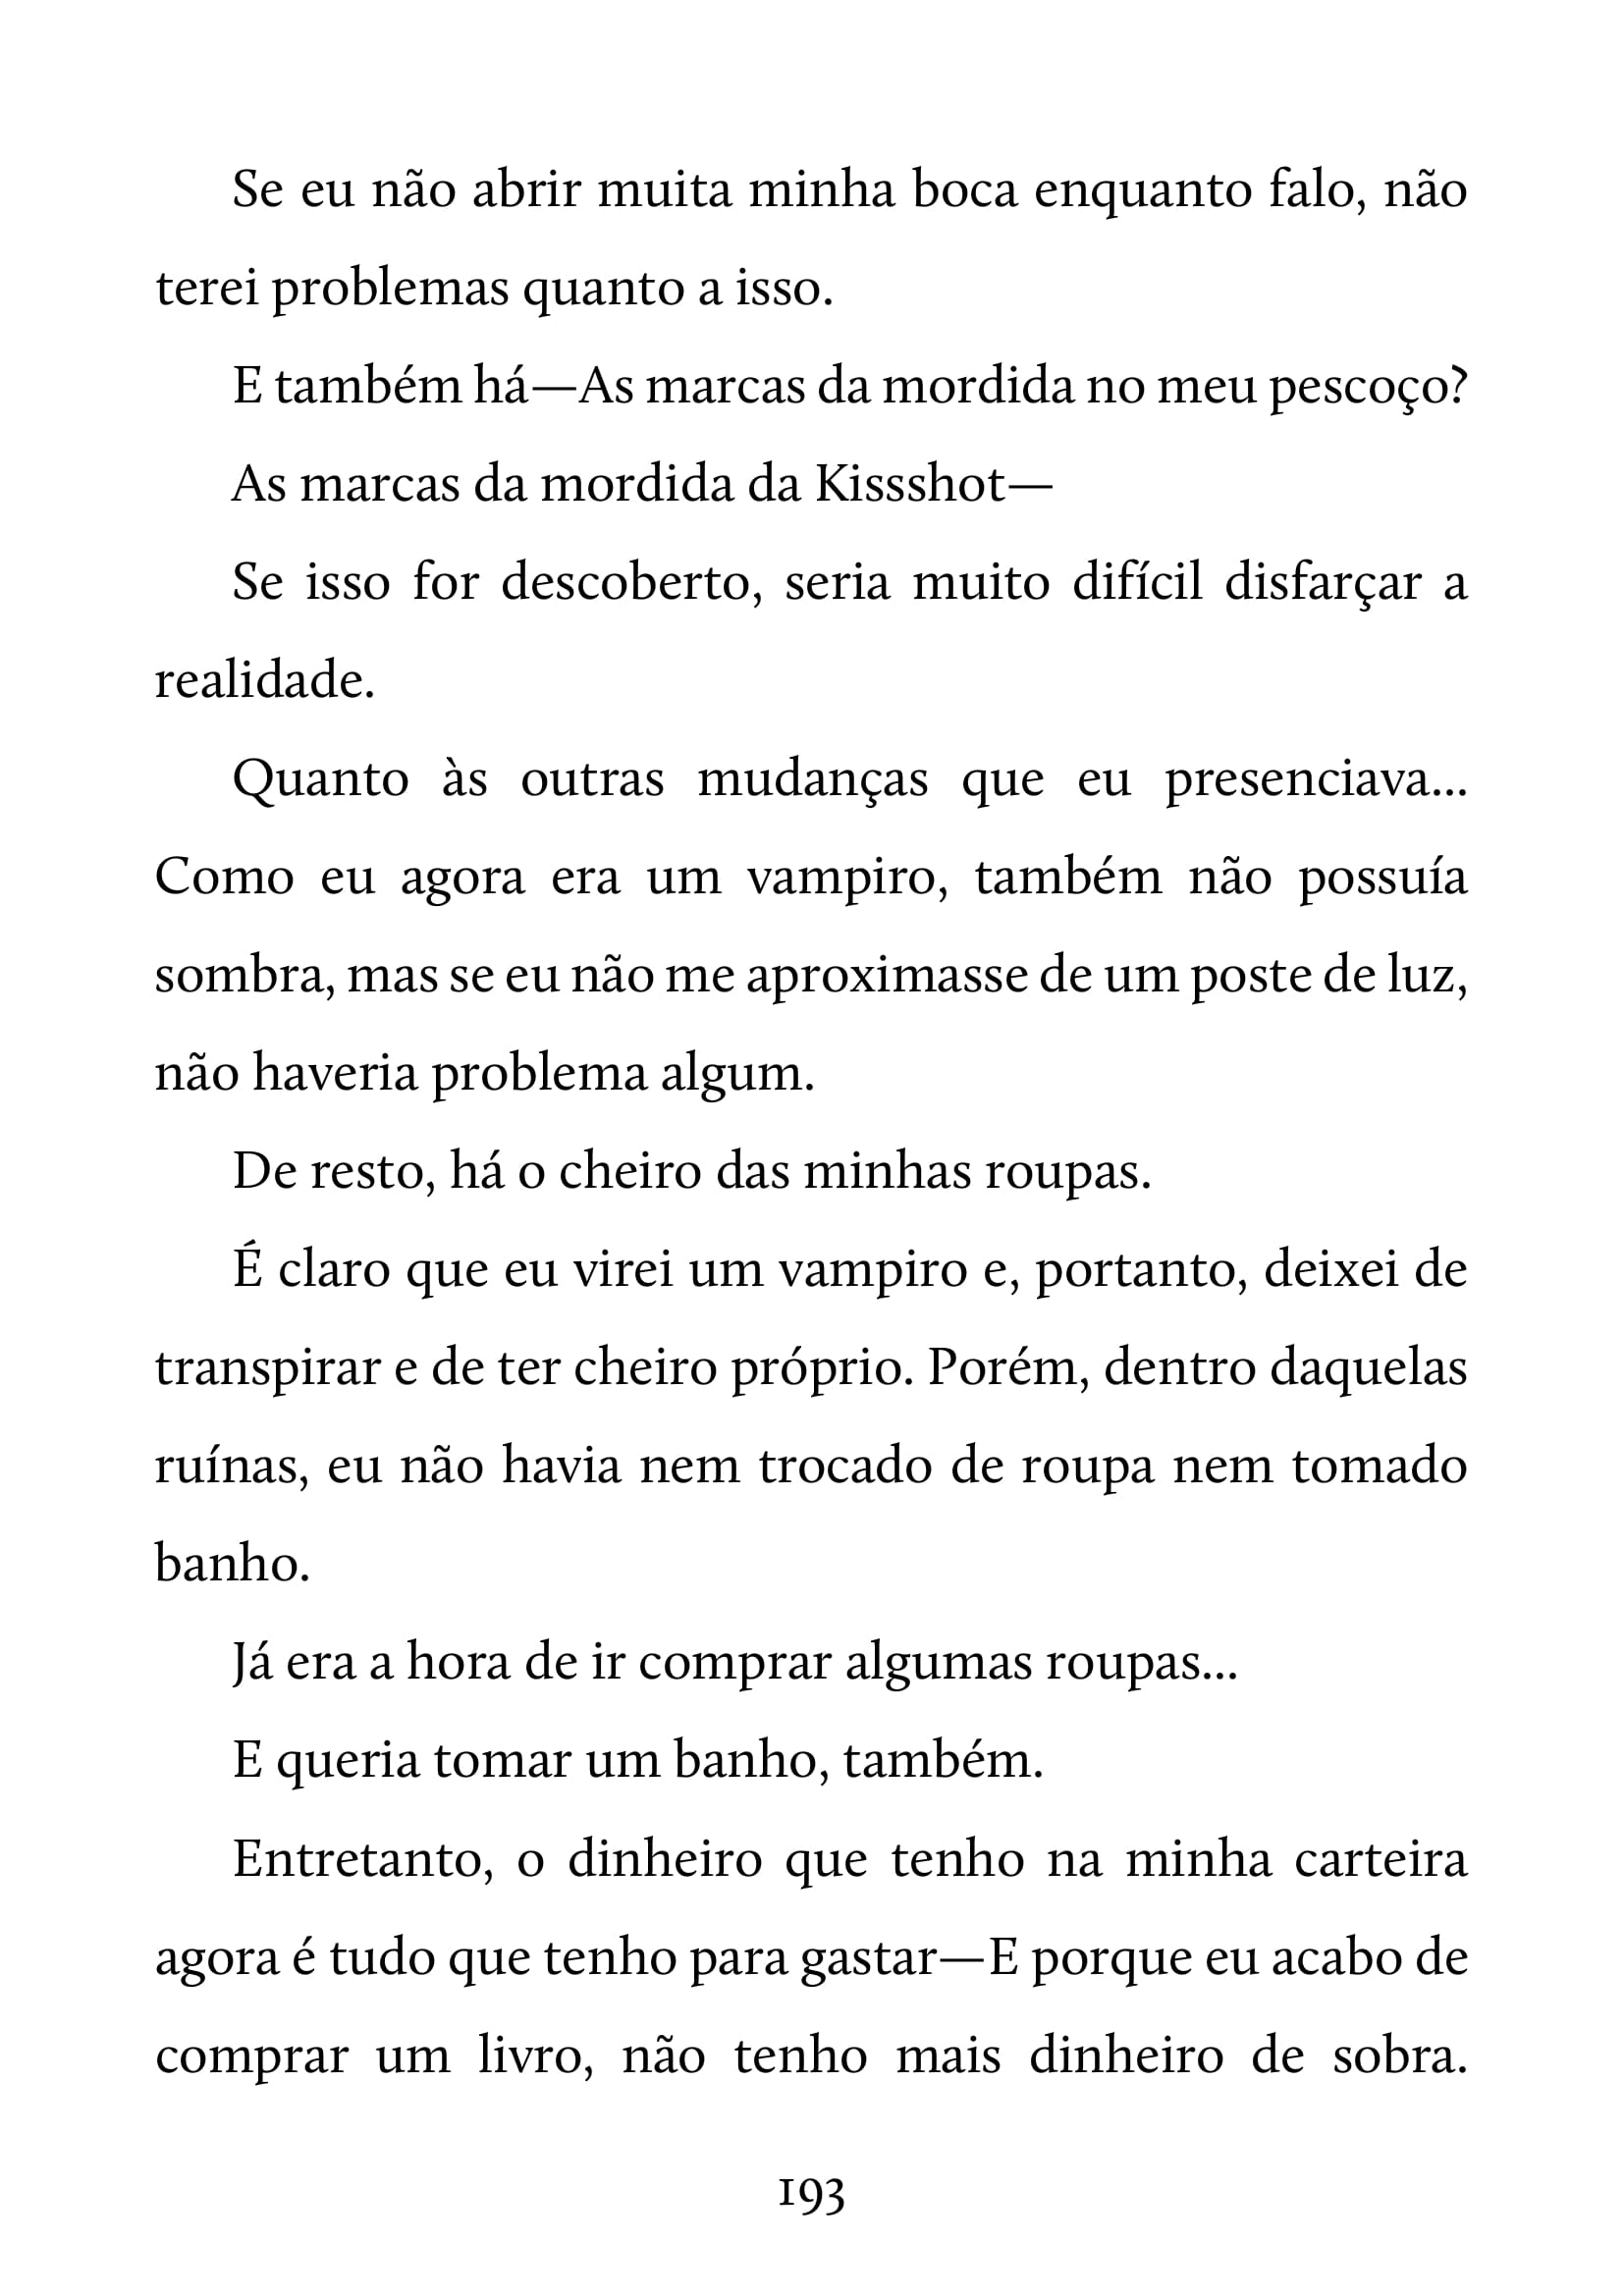 Se eu não abrir muita minha boca enquanto falo, não
terei problemas quanto a isso.
E também há—As marcas da mordida no meu pescoço?
As marcas da mordida da Kissshot—
Se isso for descoberto, seria muito difícil disfarçar a
realidade.
Quanto às outras mudanças que eu presenciava...
Como eu agora era um vampiro, também não possuía
sombra, mas se eu não me aproximasse de um poste de luz,
não haveria problema algum.
De resto, há o cheiro das minhas roupas.
É claro que eu virei um vampiro e, portanto, deixei de
transpirar e de ter cheiro próprio. Porém, dentro daquelas
ruínas, eu não havia nem trocado de roupa nem tomado
banho.
Já era a hora de ir comprar algumas roupas...
E queria tomar um banho, também.
Entretanto, o dinheiro que tenho na minha carteira
agora é tudo que tenho para gastar—E porque eu acabo de
comprar um livro, não tenho mais dinheiro de sobra.
193